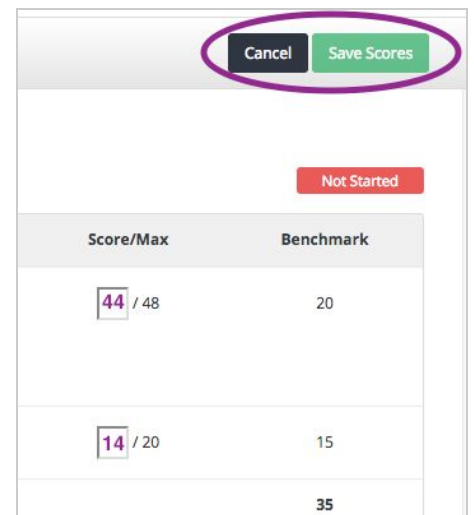 Cancel Save Scores
Not Started
Score/Max Benchmark
44 / 48 20
14 / 20 15
35